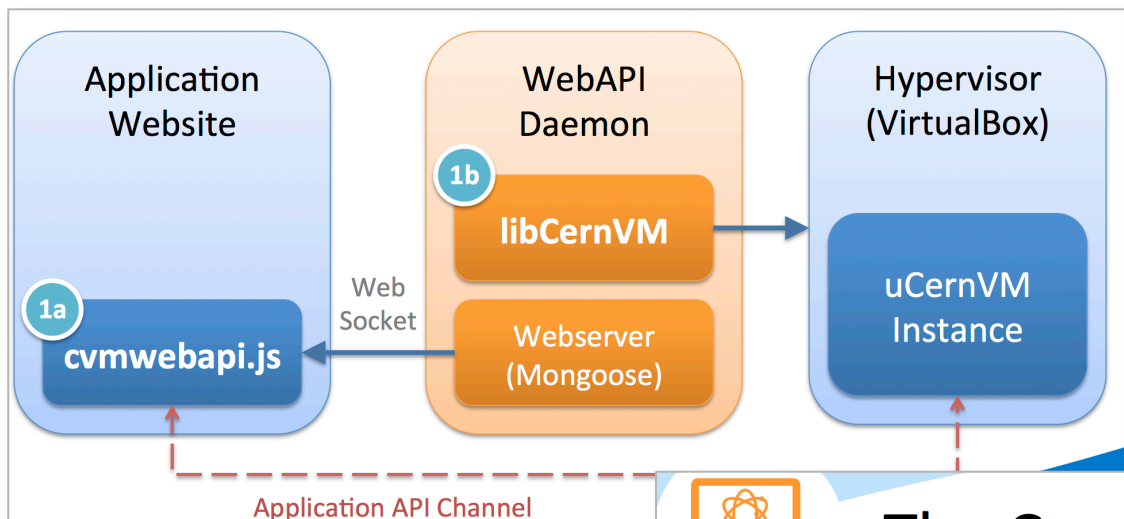 Application
Website
WebAPI
Daemon
Hypervisor
(VirtualBox)
1b
libCernVM
uCernVM
Instance
Web
Socket
1a
cvmwebapi.js
Webserver
(Mongoose)
Application API Channel